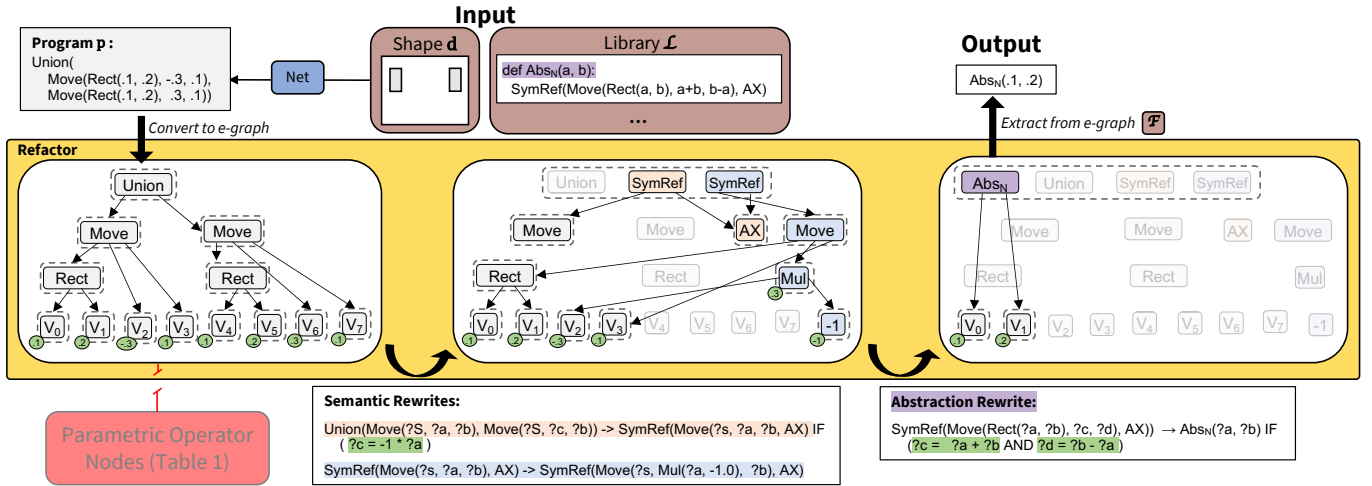 Input
Program p :
Union(
Move(Rect(.1, .2), -.3, .1),
Move(Rect(.1, .2), .3, .1))
Net
Shape d
Library ℒ
def AbsN(a, b):
SymRef(Move(Rect(a, b), a+b, b-a), AX)
...
Output
AbsN(.1, .2)
Convert to e-graph
Extract from e-graph ℱ
Refactor
Union
Move
Move
Rect
Rect
V0 V1 V2 V3 V4 V5 V6 V7
.1 .2 -.3 .1 .1 .2 .3 .1
Union SymRef SymRef
Move Move AX Move
Rect Rect Mul
.3
V0 V1 V2 V3 V4 V5 V6 V7 -1
.1 .2 -.3 .1 -1
AbsN Union SymRef SymRef
Move Move AX Move
Rect Rect Mul
V0 V1 V2 V3 V4 V5 V6 V7 -1
.1 .2
Parametric Operator
Nodes (Table 1)
Semantic Rewrites:
Union(Move(?S, ?a, ?b), Move(?S, ?c, ?b)) -> SymRef(Move(?s, ?a, ?b, AX) IF
( ?c = -1 * ?a )
SymRef(Move(?s, ?a, ?b), AX) -> SymRef(Move(?s, Mul(?a, -1.0), ?b), AX)
Abstraction Rewrite:
SymRef(Move(Rect(?a, ?b), ?c, ?d), AX)) → AbsN(?a, ?b) IF
(?c = ?a + ?b AND ?d = ?b - ?a )